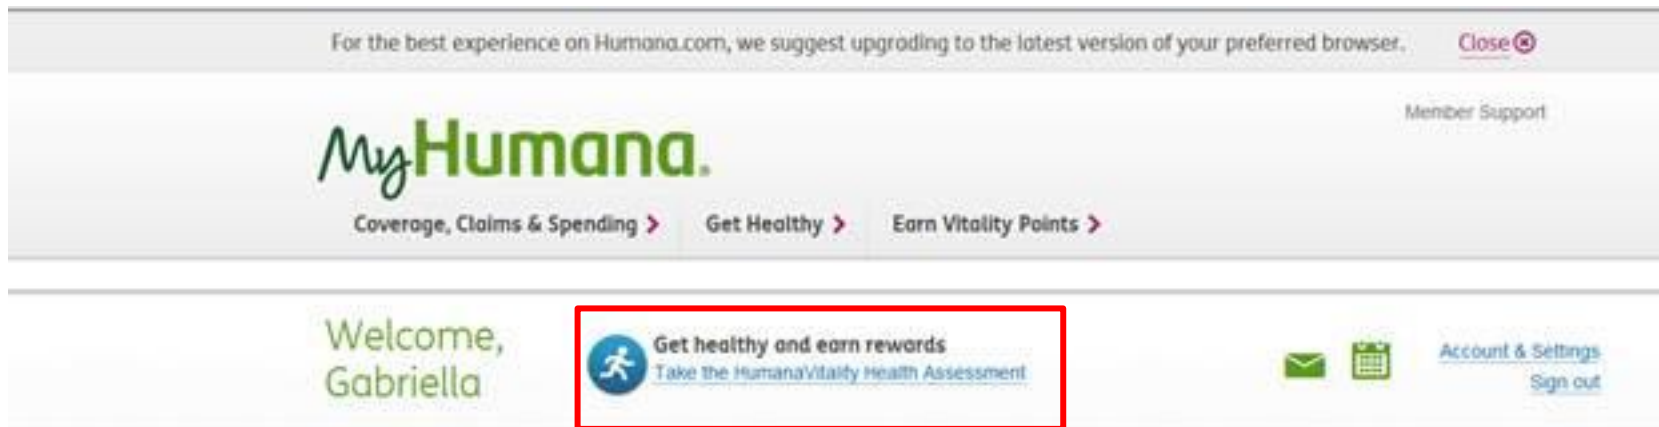 For the best experience on Humana.com, we suggest upgrading to the latest version of your preferred browser. Close
Member Support
MyHumana®
Coverage, Claims & Spending Get Healthy Earn Vitality Points
Welcome,
Gabriella
Get healthy and earn rewards
Take the HumanaVitality Health Assessment
Account & Settings
Sign out